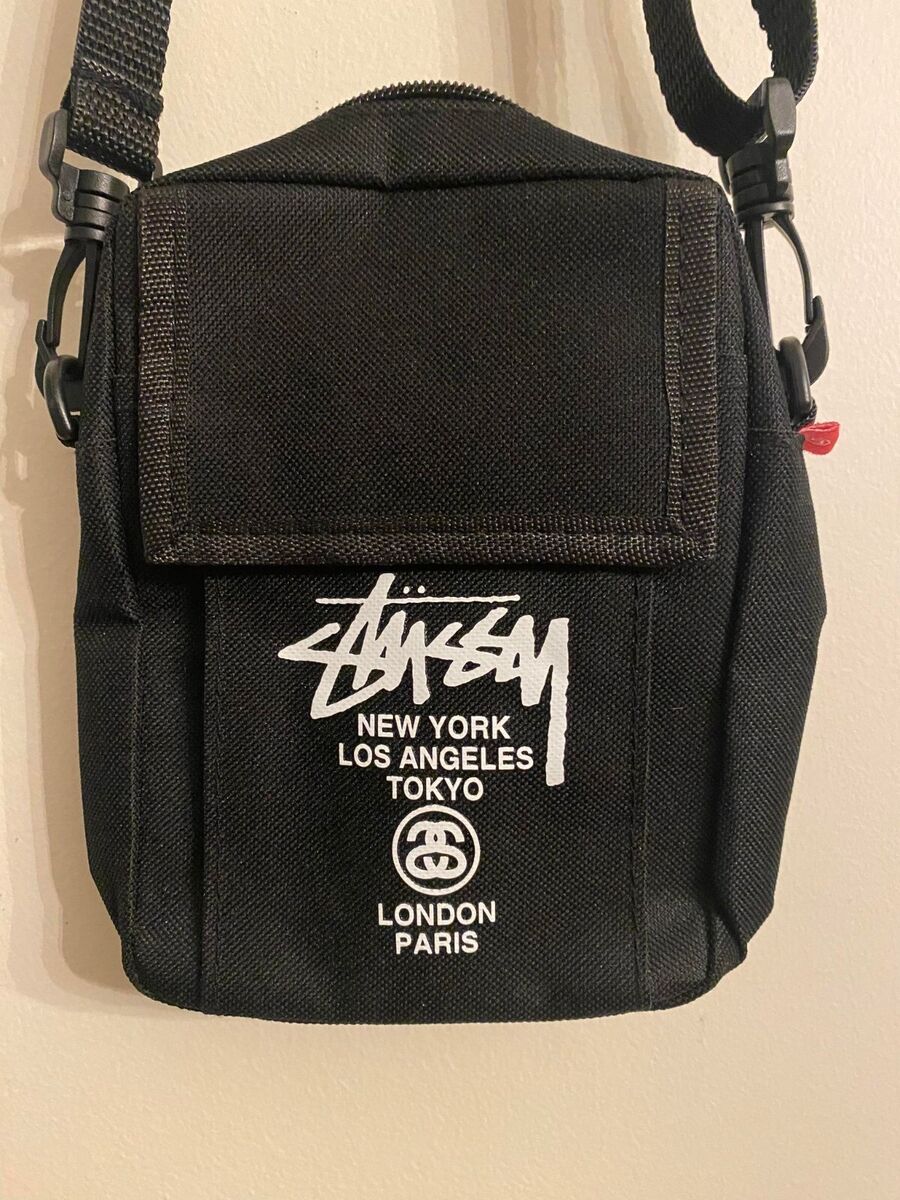 stüssy
NEW YORK
LOS ANGELES
TOKYO
LONDON
PARIS